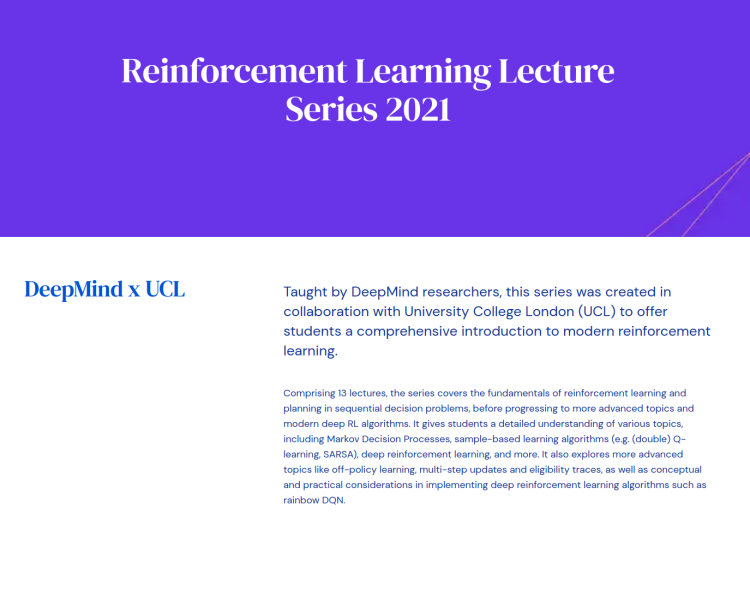 Reinforcement Learning Lecture
Series 2021
DeepMind x UCL
Taught by DeepMind researchers, this series was created in
collaboration with University College London (UCL) to offer
students a comprehensive introduction to modern reinforcement
learning.
Comprising 13 lectures, the series covers the fundamentals of reinforcement learning and
planning in sequential decision problems, before progressing to more advanced topics and
modern deep RL algorithms. It gives students a detailed understanding of various topics,
including Markov Decision Processes, sample-based learning algorithms (e.g. (double) Q-
learning, SARSA), deep reinforcement learning, and more. It also explores more advanced
topics like off-policy learning, multi-step updates and eligibility traces, as well as conceptual
and practical considerations in implementing deep reinforcement learning algorithms such as
rainbow DQN.